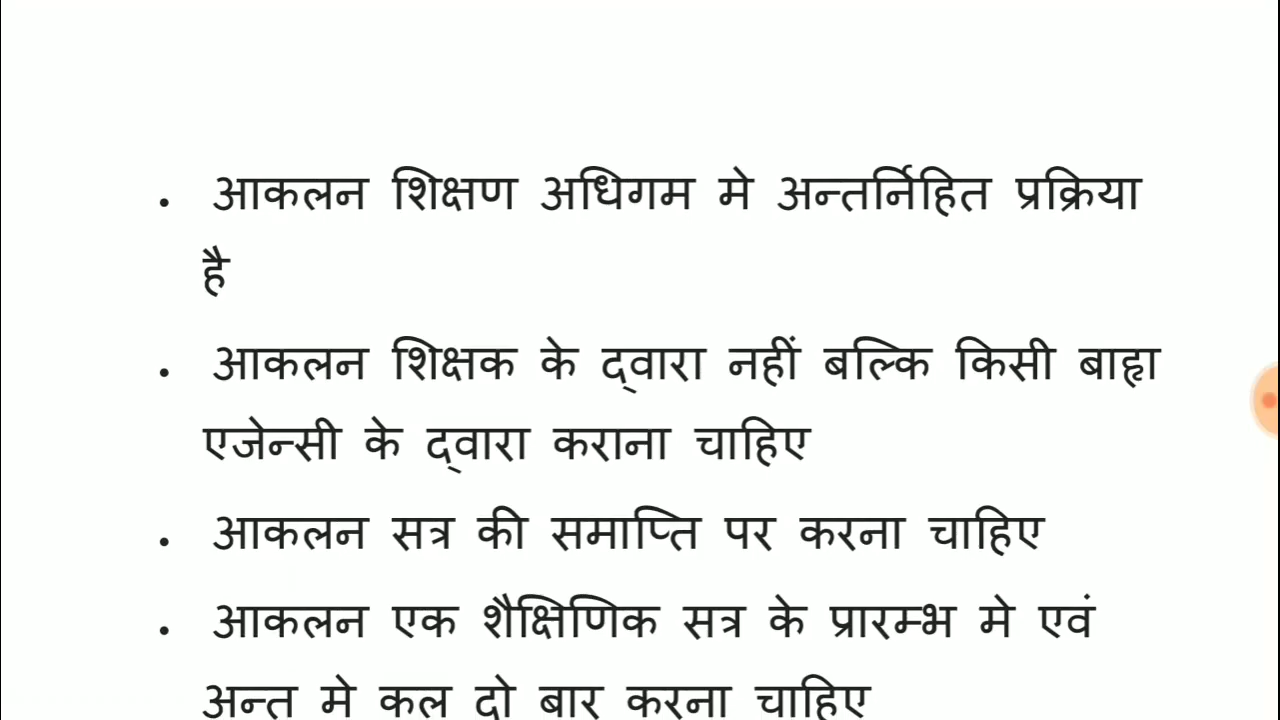 • आकलन शिक्षण अधिगम मे अन्तर्निहित प्रक्रिया
है
• आकलन शिक्षक के द्वारा नहीं बल्कि किसी बाह्य
एजेन्सी के द्वारा कराना चाहिए
• आकलन सत्र की समाप्ति पर करना चाहिए
• आकलन एक शैक्षिणिक सत्र के प्रारम्भ मे एवं
अन्त मे कल दो बार करना चाहिए